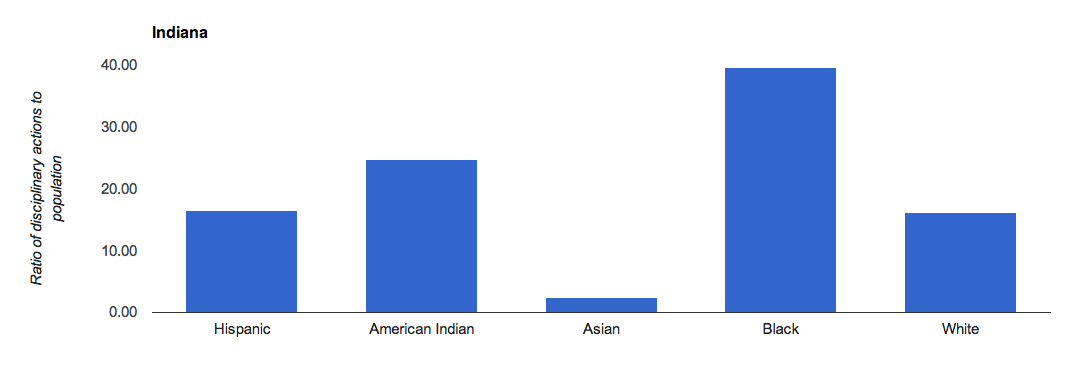 Indiana
Ratio of disciplinary actions to
population
40.00
30.00
20.00
10.00
0.00
Hispanic
American Indian
Asian
Black
White